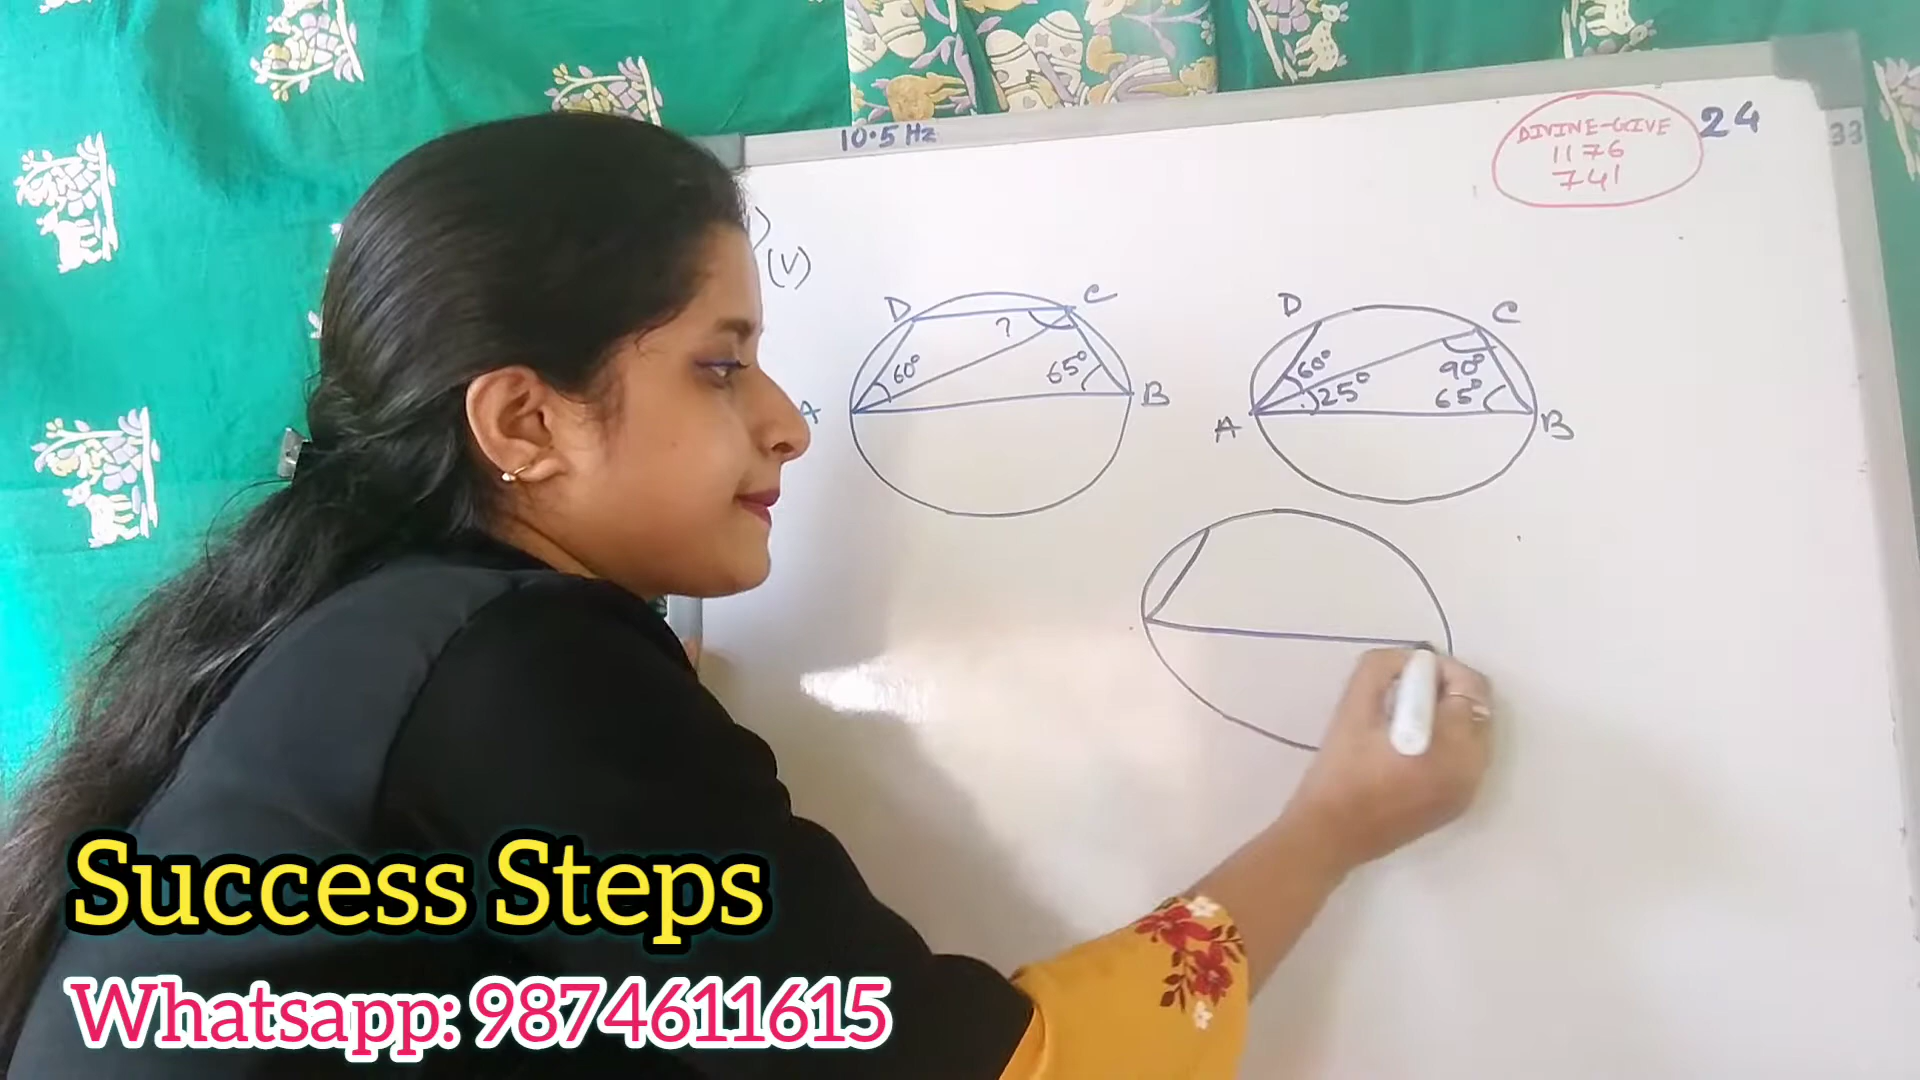 10.5 Hz
DIVINE-GIVE
1176
741
24
33
(V)
D
C
?
60°
65°
A
B
D
C
60°
90°
25°
65°
A
B
Success Steps
Whatsapp: 9874611615